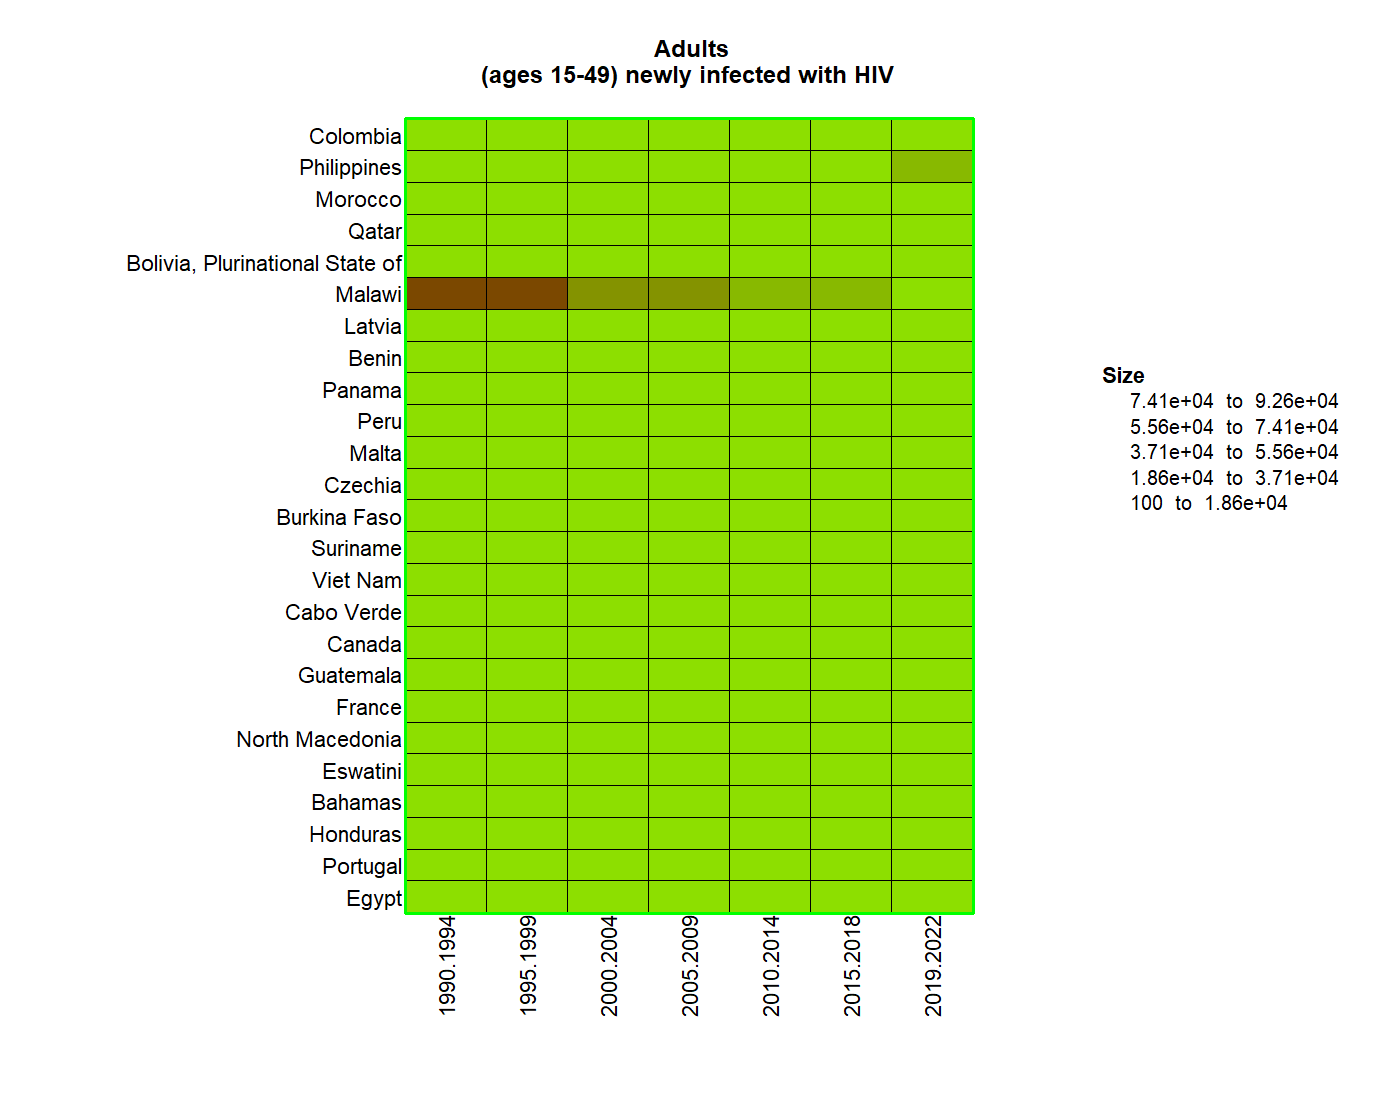 Adults
(ages 15-49) newly infected with HIV
Colombia
Philippines
Morocco
Qatar
Bolivia, Plurinational State of
Malawi
Latvia
Benin
Panama
Peru
Malta
Czechia
Burkina Faso
Suriname
Viet Nam
Cabo Verde
Canada
Guatemala
France
North Macedonia
Eswatini
Bahamas
Honduras
Portugal
Egypt
1990.1994
1995.1999
2000.2004
2005.2009
2010.2014
2015.2018
2019.2022
Size
7.41e+04 to 9.26e+04
5.56e+04 to 7.41e+04
3.71e+04 to 5.56e+04
1.86e+04 to 3.71e+04
100 to 1.86e+04